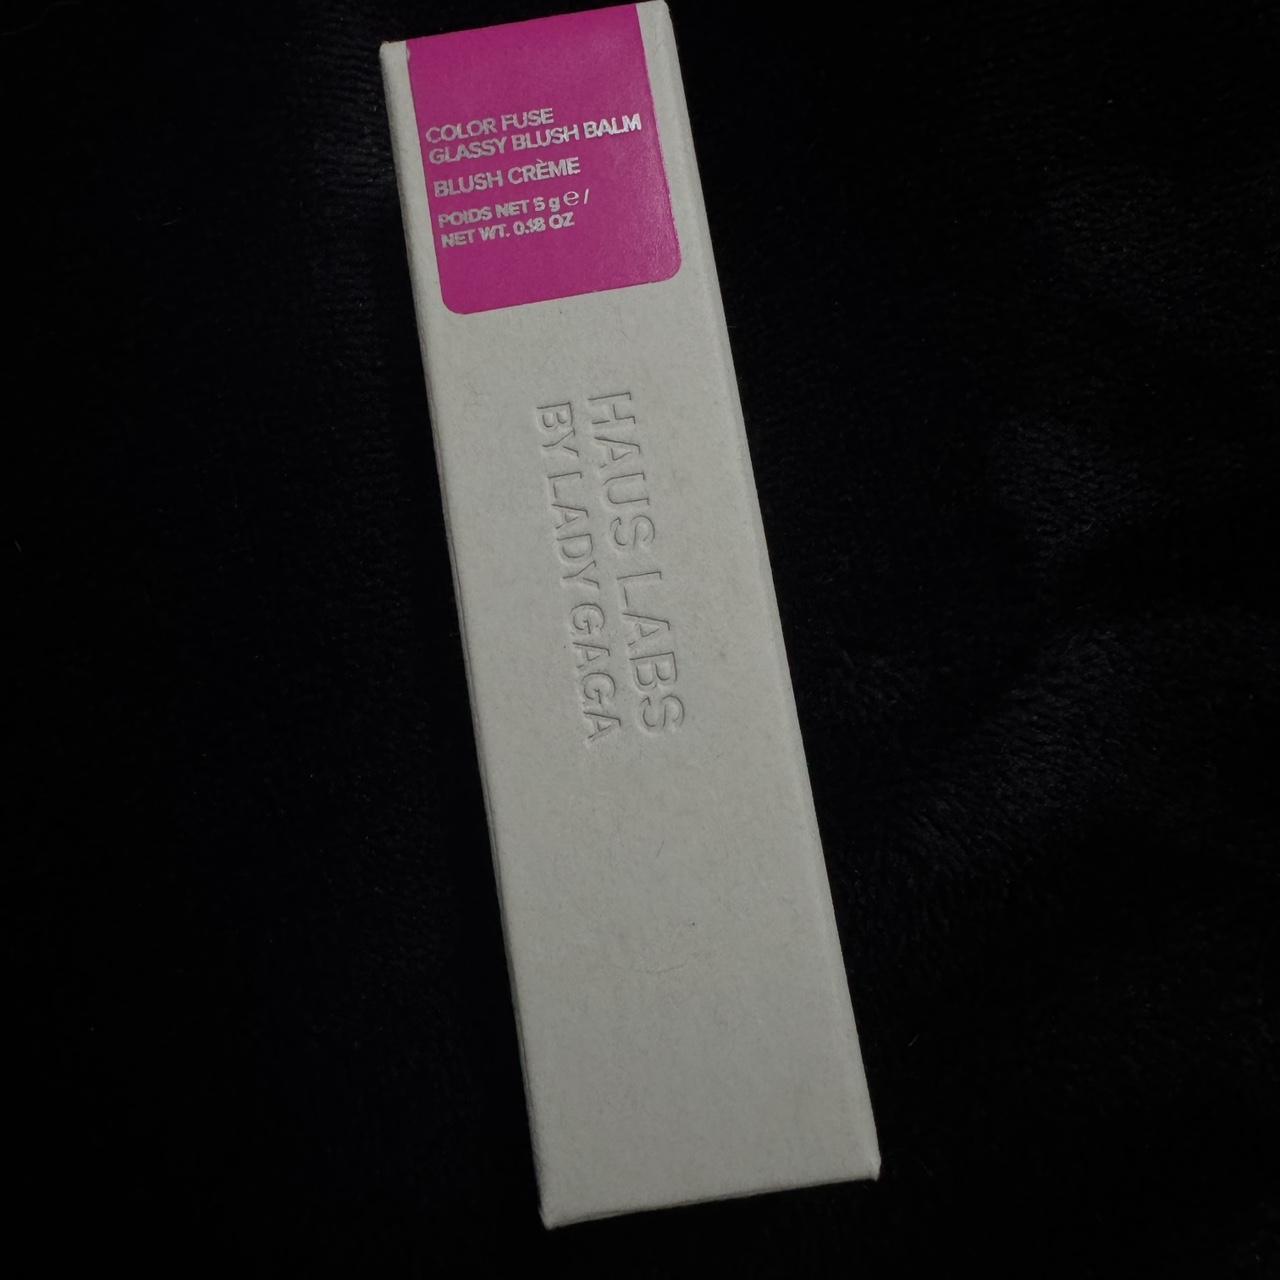 COLOR FUSE
GLASSY BLUSH BALM
BLUSH CRÈME
POIDS NET 5 g ℮ /
NET WT. 0.18 OZ
HAUS LABS
BY LADY GAGA